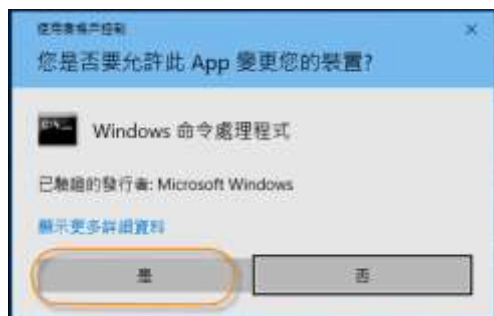 使用者帳戶控制
您是否要允許此 App 變更您的裝置?
Windows 命令處理程式
已驗證的發行者: Microsoft Windows
顯示更多詳細資料
是
否